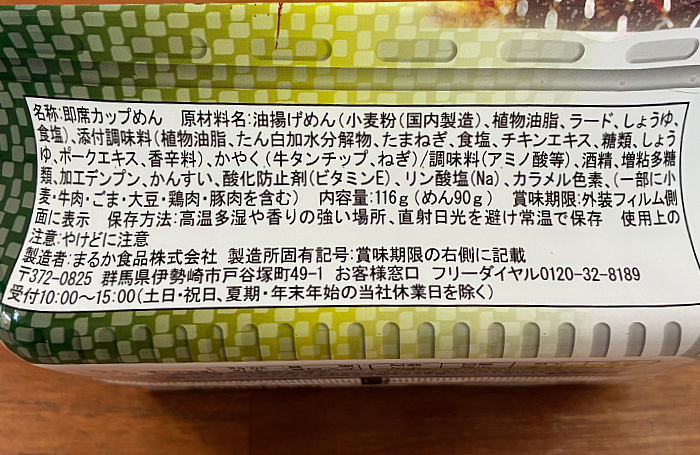 名称:即席カップめん 原材料名:油揚げめん(小麦粉(国内製造)、植物油脂、ラード、しょうゆ、
食塩)、添付調味料(植物油脂、たん白加水分解物、たまねぎ、食塩、チキンエキス、糖類、しょう
ゆ、ポークエキス、香辛料)、かやく(牛タンチップ、ねぎ)/調味料(アミノ酸等)、酒精、増粘多糖
類、加工デンプン、かんすい、酸化防止剤(ビタミンE)、リン酸塩(Na)、カラメル色素、(一部に小
麦・牛肉・ごま・大豆・鶏肉・豚肉を含む) 内容量:116g(めん90g) 賞味期限:外装フィルム側
面に表示 保存方法:高温多湿や香りの強い場所、直射日光を避け常温で保存 使用上の
注意:やけどに注意
製造者:まるか食品株式会社 製造所固有記号:賞味期限の右側に記載
〒372-0825 群馬県伊勢崎市戸谷塚町49-1 お客様窓口 フリーダイヤル0120-32-8189
受付10:00～15:00(土日・祝日、夏期・年末年始の当社休業日を除く)